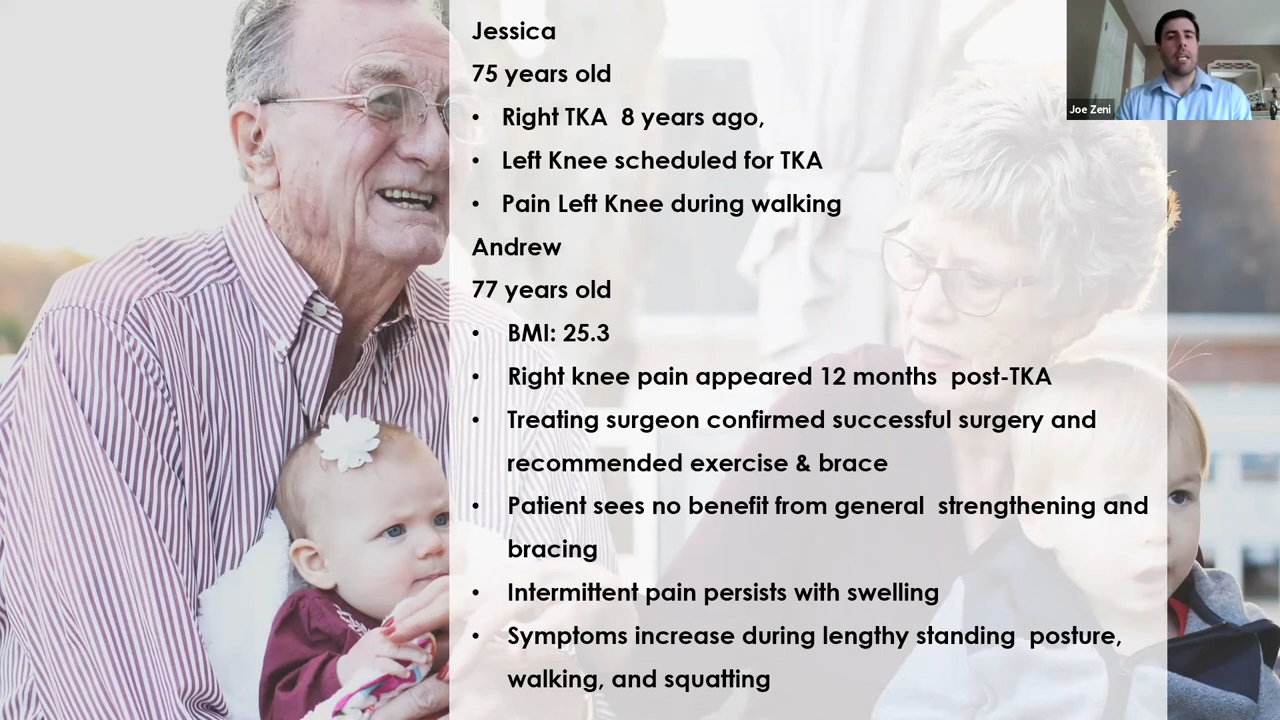 Jessica
75 years old
• Right TKA 8 years ago,
• Left Knee scheduled for TKA
• Pain Left Knee during walking
Andrew
77 years old
• BMI: 25.3
• Right knee pain appeared 12 months post-TKA
• Treating surgeon confirmed successful surgery and
recommended exercise & brace
• Patient sees no benefit from general strengthening and
bracing
• Intermittent pain persists with swelling
• Symptoms increase during lengthy standing posture,
walking, and squatting
Joe Zeni